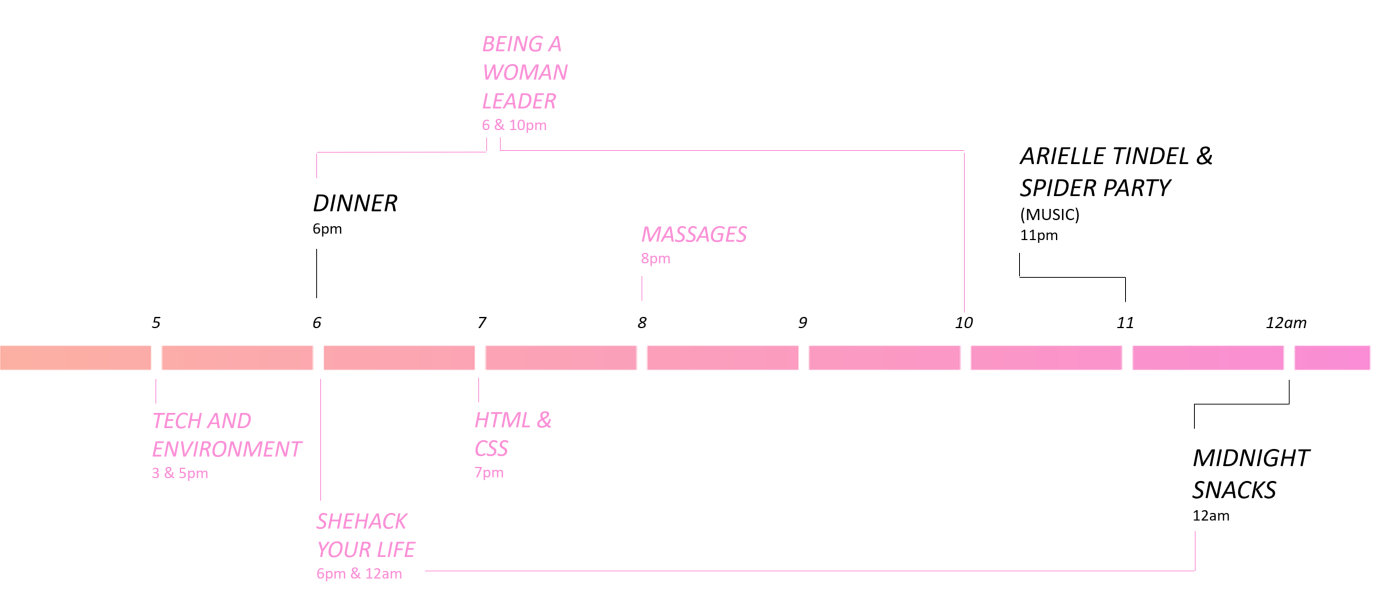 BEING A
WOMAN
LEADER
6 & 10pm
ARIELLE TINDEL &
SPIDER PARTY
(MUSIC)
11pm
DINNER
6pm
MASSAGES
8pm
5 6 7 8 9 10 11 12am
TECH AND
ENVIRONMENT
3 & 5pm
HTML &
CSS
7pm
MIDNIGHT
SNACKS
12am
SHEHACK
YOUR LIFE
6pm & 12am